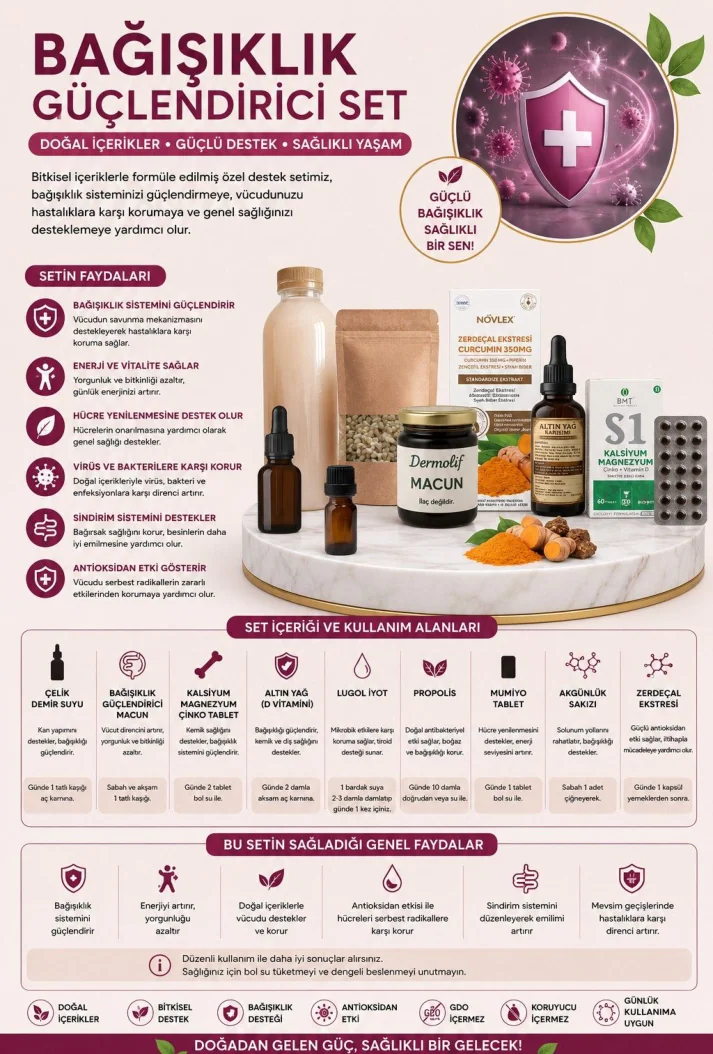 BAĞIŞIKLIK
GÜÇLENDİRİCİ SET
DOĞAL İÇERİKLER • GÜÇLÜ DESTEK • SAĞLIKLI YAŞAM
Bitkisel içeriklerle formüle edilmiş özel destek setimiz,
bağışıklık sisteminizi güçlendirmeye, vücudunuzu
hastalıklara karşı korumaya ve genel sağlığınızı
desteklemeye yardımcı olur.
GÜÇLÜ
BAĞIŞIKLIK
SAĞLIKLI
BİR SEN!
SETİN FAYDALARI
BAĞIŞIKLIK SİSTEMİNİ GÜÇLENDİRİR
Vücudun savunma mekanizmasını
destekleyerek hastalıklara karşı
koruma sağlar.
ENERJİ VE VİTALİTE SAĞLAR
Yorgunluk ve bitkinliği azaltır,
günlük enerjinizi artırır.
HÜCRE YENİLENMESİNE DESTEK OLUR
Hücrelerin onarılmasına yardımcı olarak
genel sağlığı destekler.
VİRÜS VE BAKTERİLERE KARŞI KORUR
Doğal içerikleriyle virüs, bakteri ve
enfeksiyonlara karşı direnci artırır.
SİNDİRİM SİSTEMİNİ DESTEKLER
Bağırsak sağlığını korur, besinlerin daha
iyi emilmesine yardımcı olur.
ANTİOKSİDAN ETKİ GÖSTERİR
Vücudu serbest radikallerin zararlı
etkilerinden korumaya yardımcı olur.
NOVLEX
ZERDEÇAL EKSTRESİ
CURCUMIN 350MG
STANDARDIZE EKSTRAKT
Zerdeçal Ekstresi
Dermolif
MACUN
İlaç değildir.
ALTIN YAĞ
KARIŞIMI
BMT
S1
KALSİYUM
MAGNEZYUM
Çinko + Vitamin D
60
SET İÇERİĞİ VE KULLANIM ALANLARI
ÇELİK
DEMİR SUYU
Kan yapımını
destekler, bağışıklığı
güçlendirir.
Günde 1 tatlı kaşığı
aç karnına.
BAĞIŞIKLIK
GÜÇLENDİRİCİ
MACUN
Vücut direncini artırır,
yorgunluk ve bitkinliği
azaltır.
Sabah ve akşam
1 tatlı kaşığı.
KALSİYUM
MAGNEZYUM
ÇİNKO TABLET
Kemik sağlığını
destekler, bağışıklık
sistemini güçlendirir.
Günde 2 tablet
bol su ile.
ALTIN YAĞ
(D VİTAMİNİ)
Bağışıklığı güçlendirir,
kemik ve diş sağlığını
destekler.
Günde 2 damla
aksam aç karnına.
LUGOL İYOT
Mikrobik etkilere karşı
koruma sağlar, tiroid
desteği sunar.
1 bardak suya
2-3 damla damlatıp
günde 1 kez içiniz.
PROPOLİS
Doğal antibakteriyel
etki sağlar, boğaz
ve bağışıklığı korur.
Günde 10 damla
doğrudan veya su ile.
MUMİYO
TABLET
Hücre yenilenmesini
destekler, enerji
seviyesini artırır.
Günde 1 tablet
bol su ile.
AKGÜNLÜK
SAKIZI
Solunum yollarını
rahatlatır, bağışıklığı
destekler.
Sabah 1 adet
çiğneyerek.
ZERDEÇAL
EKSTRESİ
Güçlü antioksidan
etki sağlar, iltihapla
mücadeleye yardımcı olur.
Günde 1 kapsül
yemeklerden sonra.
BU SETİN SAĞLADIĞI GENEL FAYDALAR
Bağışıklık
sistemini
güçlendirir
Enerjiyi artırır,
yorgunluğu
azaltır
Doğal içeriklerle
vücudu destekler
ve korur
Antioksidan etkisi ile
hücreleri serbest radikallere
karşı korur
Sindirim sistemini
düzenleyerek emilimi
artırır
Mevsim geçişlerinde
hastalıklara karşı
direnci artırır.
Düzenli kullanım ile daha iyi sonuçlar alırsınız.
Sağlığınız için bol su tüketmeyi ve dengeli beslenmeyi unutmayın.
DOĞAL
İÇERİKLER
BİTKİSEL
DESTEK
BAĞIŞIKLIK
DESTEĞİ
ANTİOKSİDAN
ETKİ
GDO
İÇERMEZ
KORUYUCU
İÇERMEZ
GÜNLÜK
KULLANIMA
UYGUN
DOĞADAN GELEN GÜÇ, SAĞLIKLI BİR GELECEK!